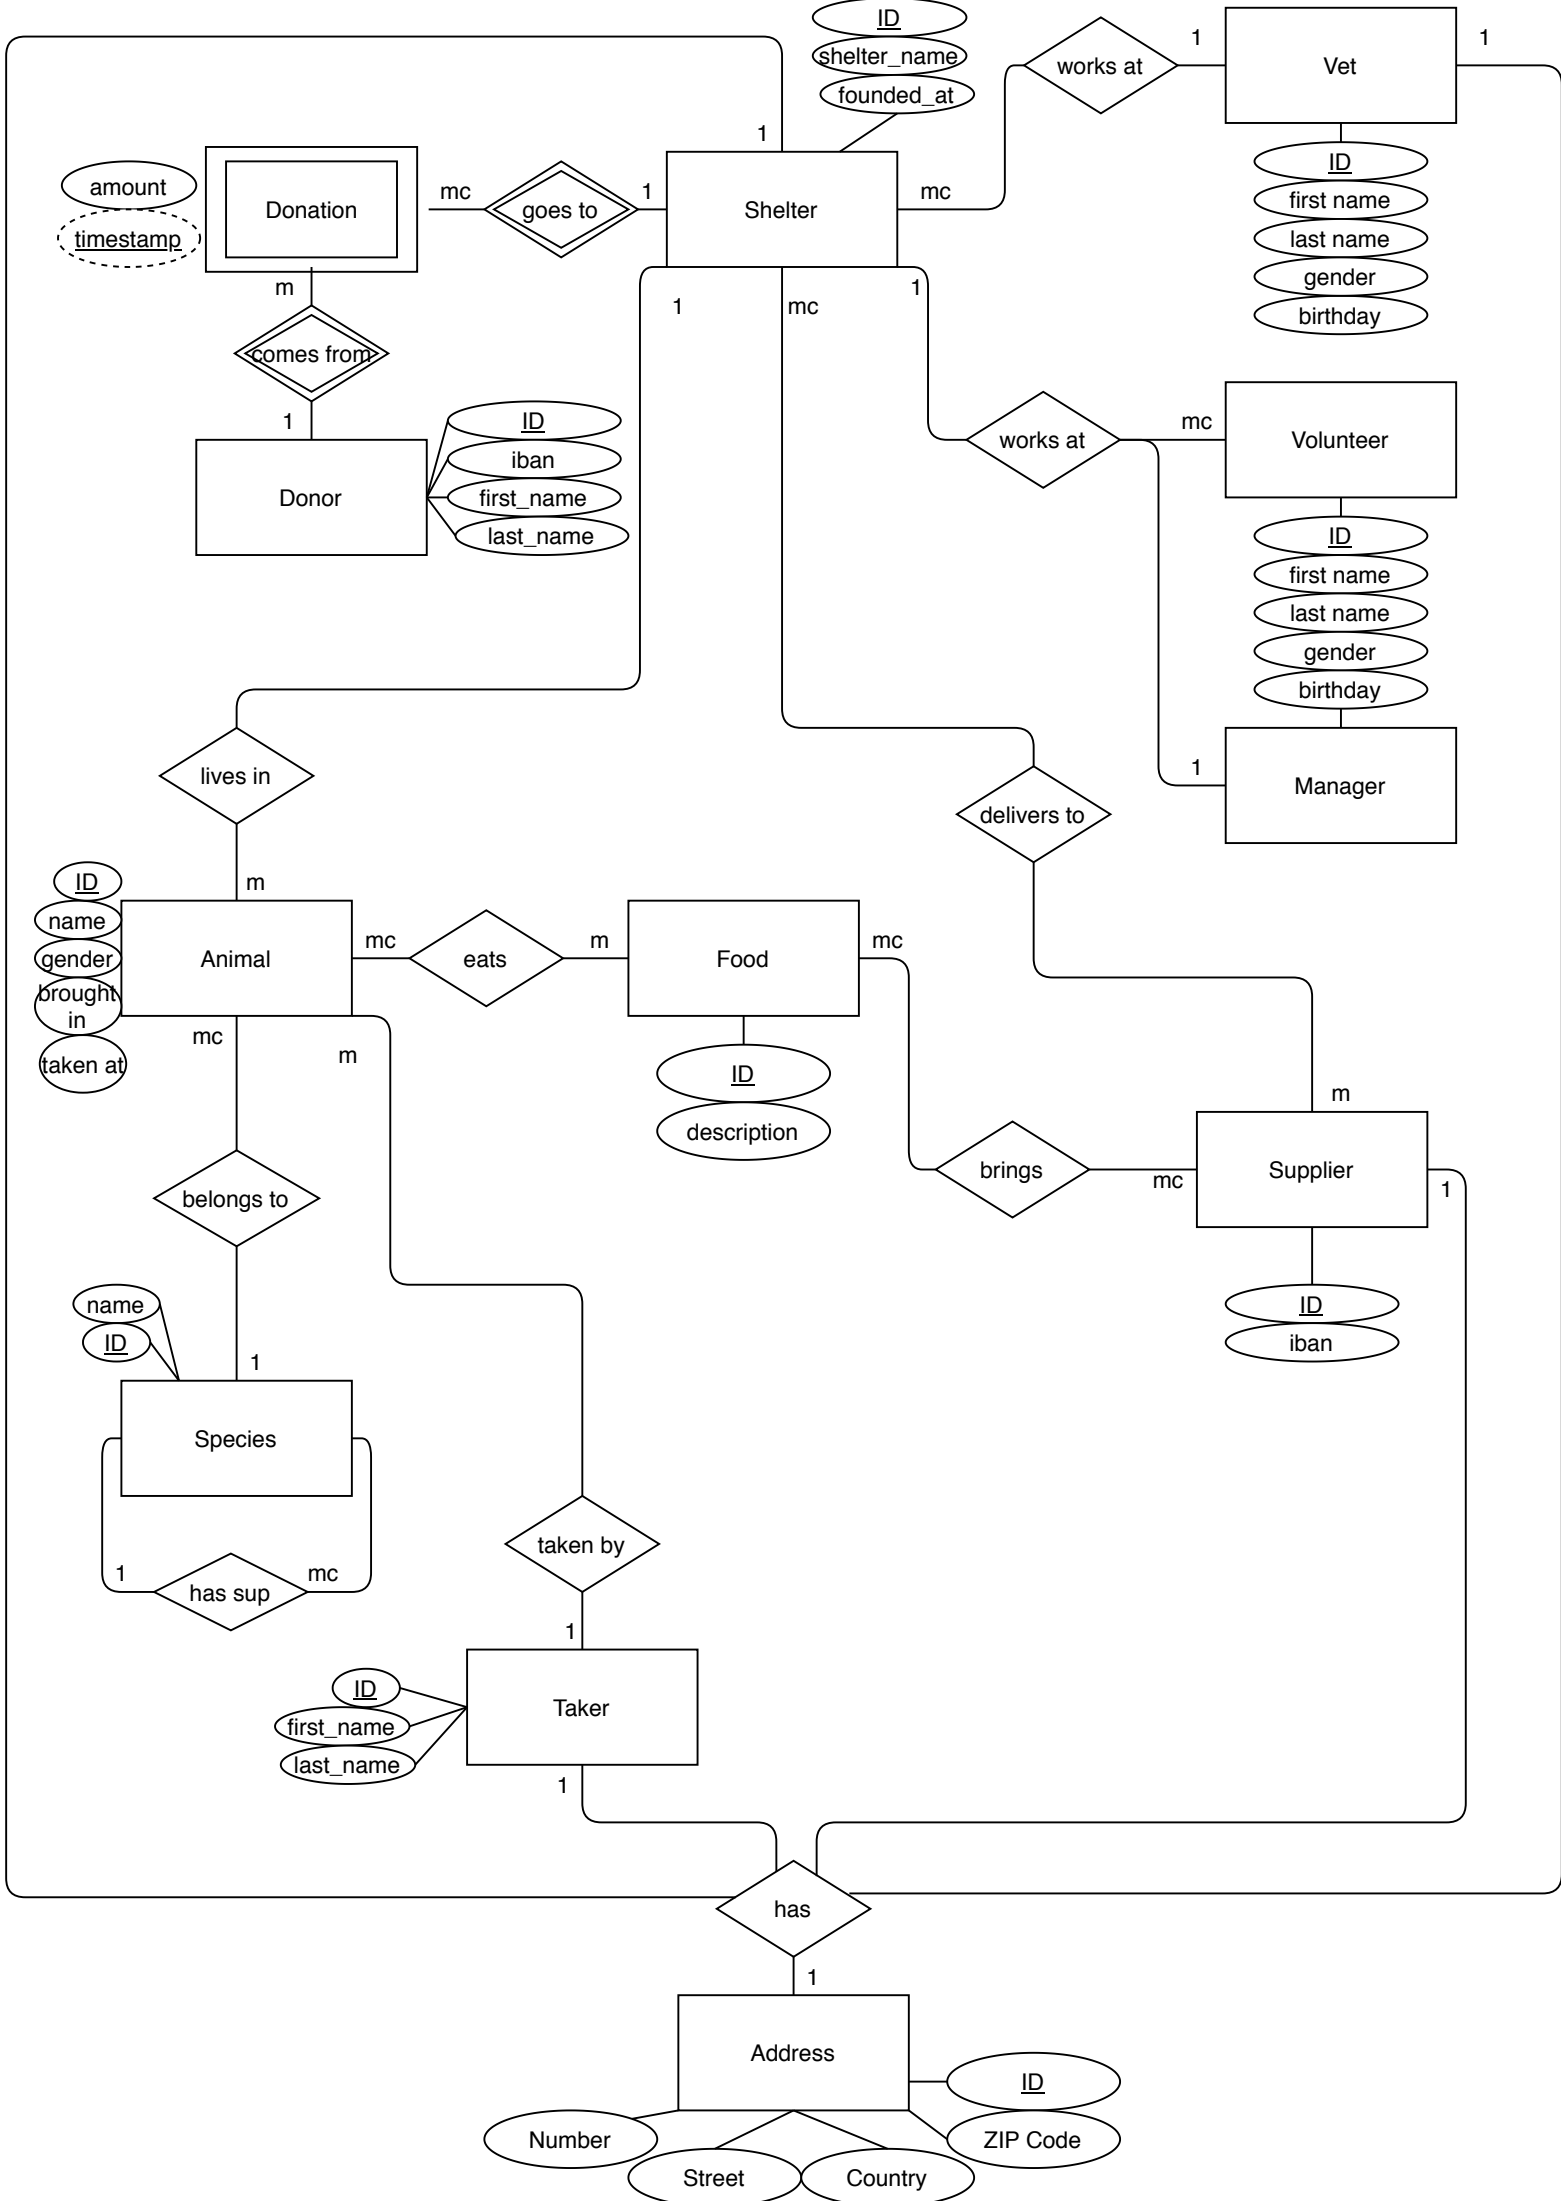 ID
shelter_name
founded_at
works at
1
Vet
1
ID
first name
last name
gender
birthday
1
amount
timestamp
Donation
mc
goes to
1
Shelter
mc
m
comes from
1
Donor
ID
iban
first_name
last_name
1
mc
1
works at
mc
Volunteer
ID
first name
last name
gender
birthday
1
Manager
lives in
m
delivers to
ID
name
gender
brought
in
taken at
Animal
mc
eats
m
Food
mc
ID
description
mc
m
m
brings
mc
Supplier
1
ID
iban
belongs to
name
ID
1
Species
1
has sup
mc
taken by
1
ID
first_name
last_name
Taker
1
has
1
Address
ID
Number
ZIP Code
Street
Country